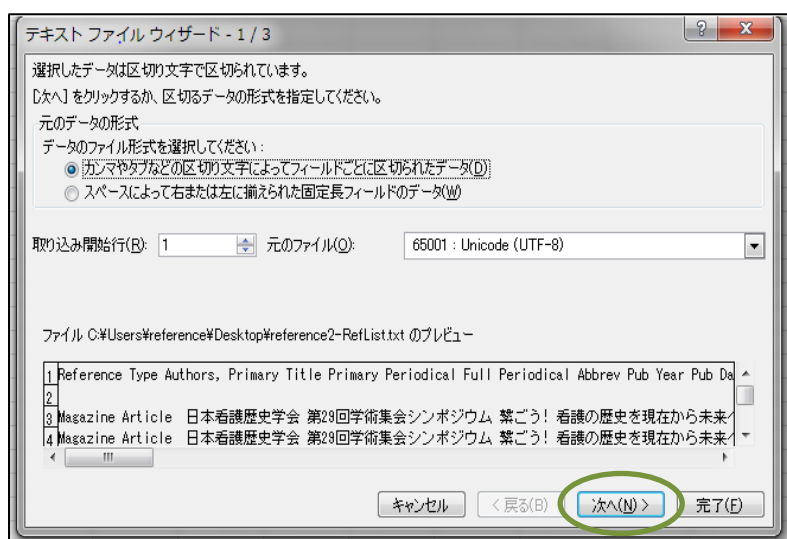 テキスト ファイル ウィザード - 1 / 3
選択したデータは区切り文字で区切られています。
[次へ] をクリックするか、区切るデータの形式を指定してください。
元のデータの形式
データのファイル形式を選択してください:
カンマやタブなどの区切り文字によってフィールドごとに区切られたデータ(D)
スペースによって右または左に揃えられた固定長フィールドのデータ(W)
取り込み開始行(R): 1 元のファイル(O): 65001 : Unicode (UTF-8)
ファイル C:¥Users¥reference¥Desktop¥reference2-RefList.txt のプレビュー
1 Reference Type Authors, Primary Title Primary Periodical Full Periodical Abbrev Pub Year Pub Da
2
3 Magazine Article 日本看護歴史学会 第29回学術集会シンポジウム 繋ごう! 看護の歴史を現在から未来へ
4 Magazine Article 日本看護歴史学会 第29回学術集会シンポジウム 繋ごう! 看護の歴史を現在から未来へ
キャンセル < 戻る(B) 次へ(N) > 完了(F)